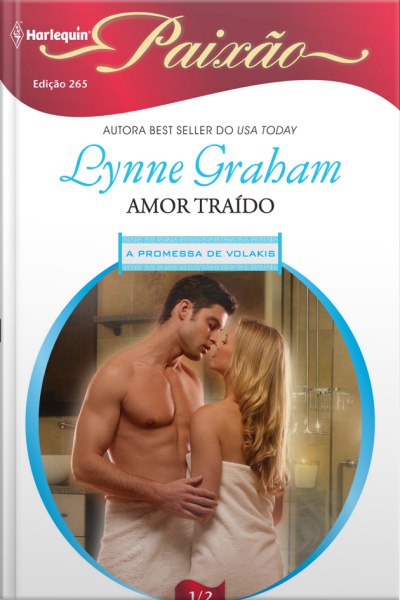 Harlequin
Paixão
Edição 265
AUTORA BEST SELLER DO USA TODAY
Lynne Graham
AMOR TRAÍDO
A PROMESSA DE VOLAKIS
1/2